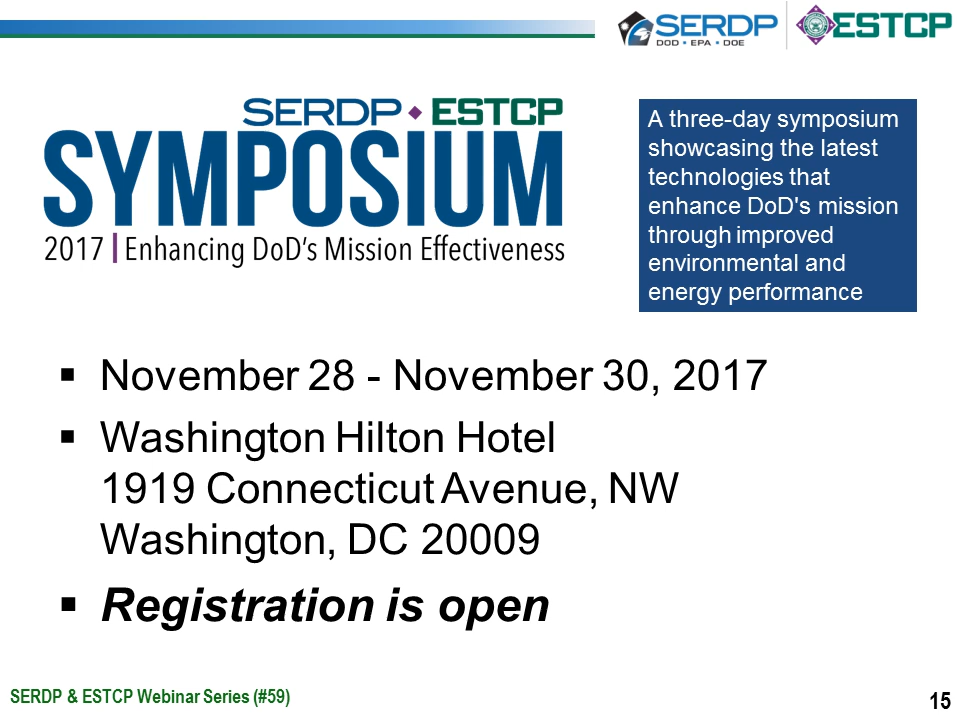 SERDP
DOD • EPA • DOE
ESTCP
SERDP ESTCP
SYMPOSIUM
2017 | Enhancing DoD's Mission Effectiveness
A three-day symposium
showcasing the latest
technologies that
enhance DoD's mission
through improved
environmental and
energy performance
▪ November 28 - November 30, 2017
▪ Washington Hilton Hotel
1919 Connecticut Avenue, NW
Washington, DC 20009
▪ Registration is open
SERDP & ESTCP Webinar Series (#59)
15